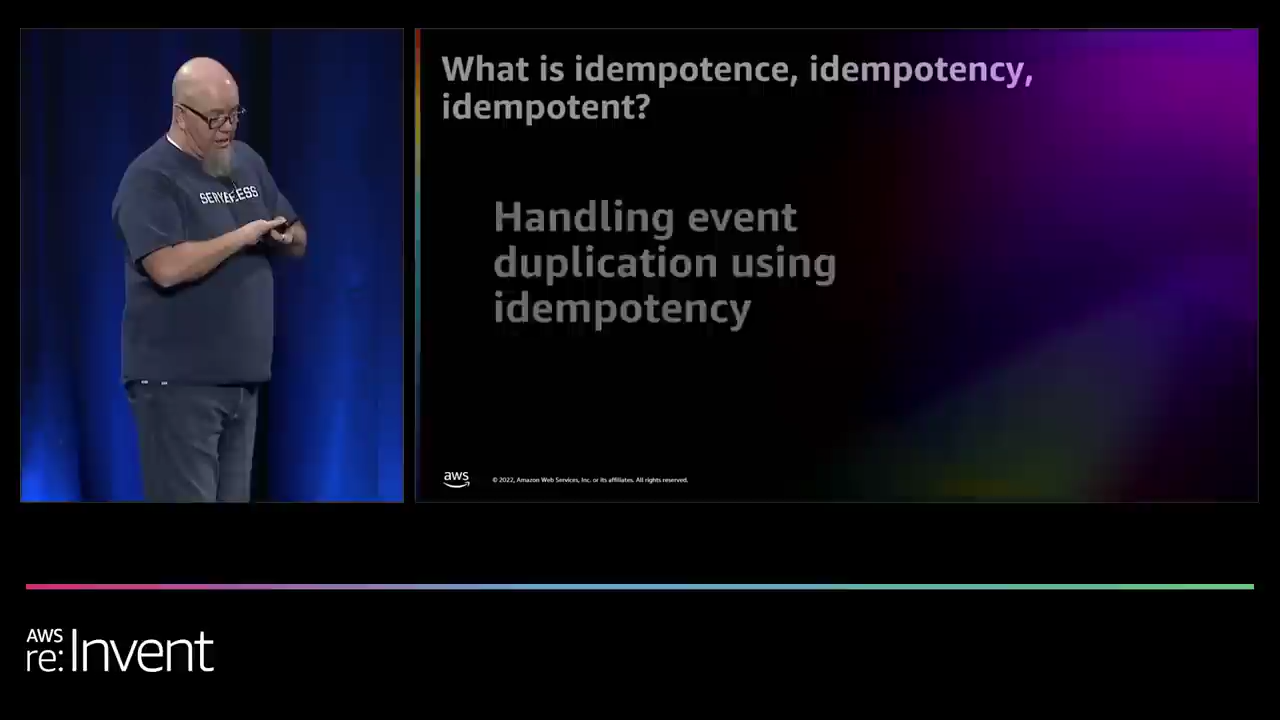 SERVERLESS
What is idempotence, idempotency,
idempotent?
Handling event
duplication using
idempotency
aws
© 2022, Amazon Web Services, Inc. or its affiliates. All rights reserved.
AWS
re:Invent